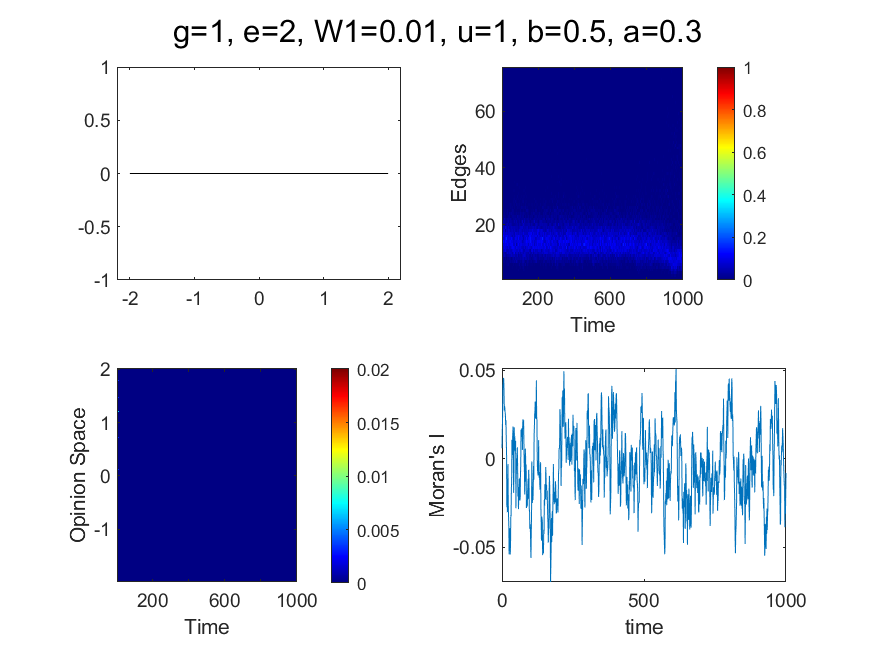 g=1, e=2, W1=0.01, u=1, b=0.5, a=0.3
1
0.5
0
-0.5
-1
-2 -1 0 1 2
Edges
60
40
20
200 600 1000
Time
1
0.8
0.6
0.4
0.2
0
Opinion Space
2
1
0
-1
200 600 1000
Time
0.02
0.015
0.01
0.005
0
Moran's I
0.05
0
-0.05
0 500 1000
time